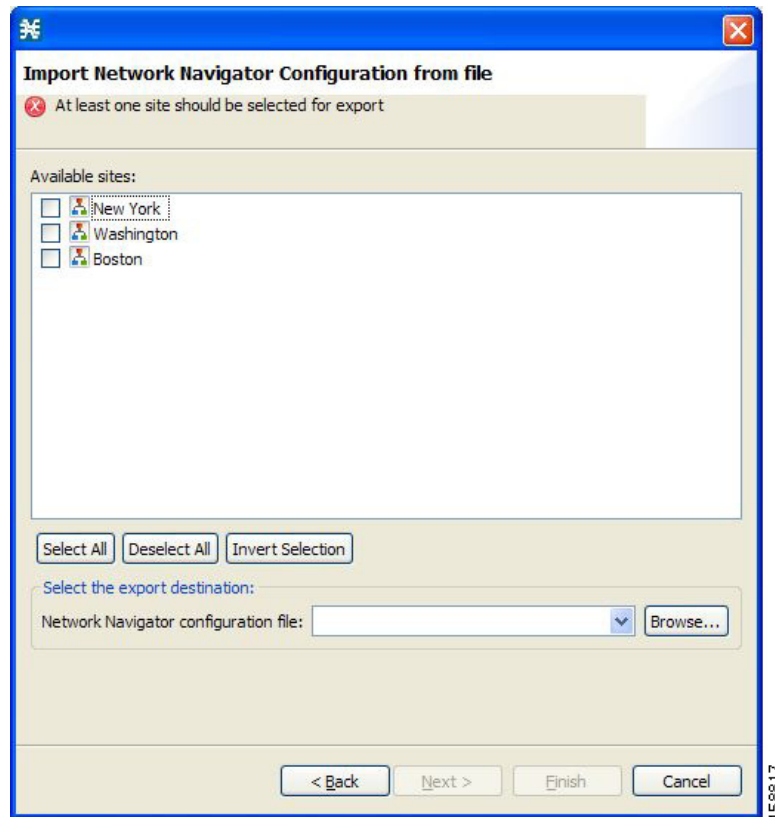 Import Network Navigator Configuration from file
At least one site should be selected for export
Available sites:
New York
Washington
Boston
Select All Deselect All Invert Selection
Select the export destination:
Network Navigator configuration file: Browse...
< Back Next > Finish Cancel
158817